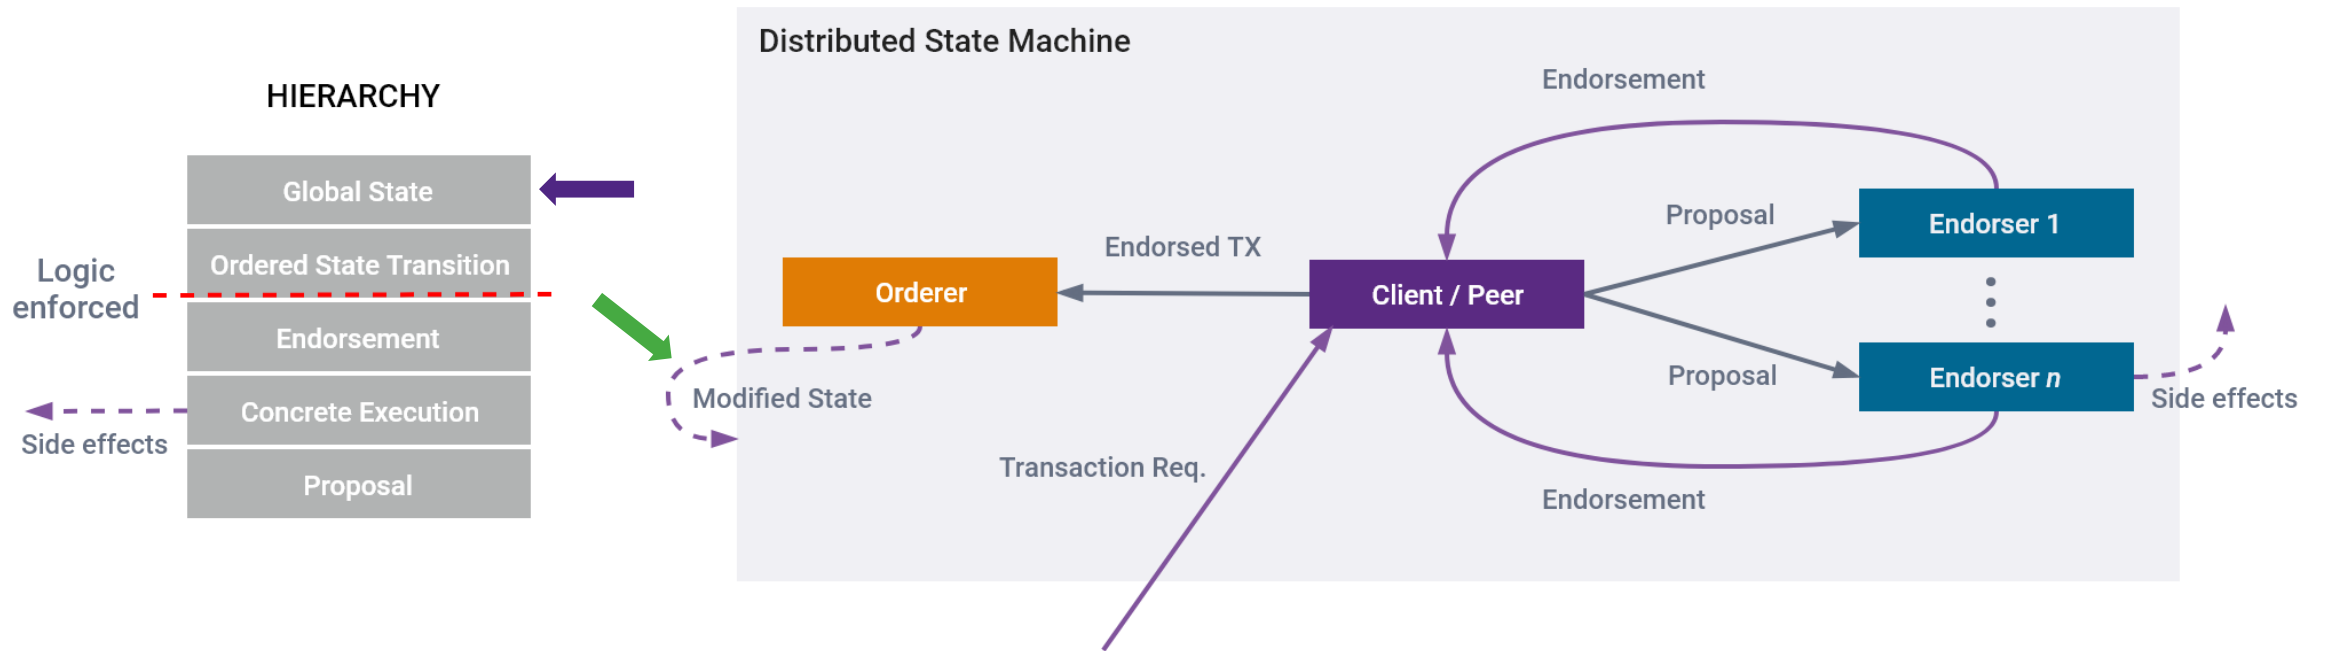 HIERARCHY
Global State
Ordered State Transition
Logic
enforced
Endorsement
Concrete Execution
Side effects
Proposal
Distributed State Machine
Endorsement
Proposal
Endorser 1
Endorsed TX
Orderer
Client / Peer
Proposal
Endorser n
Modified State
Side effects
Transaction Req.
Endorsement